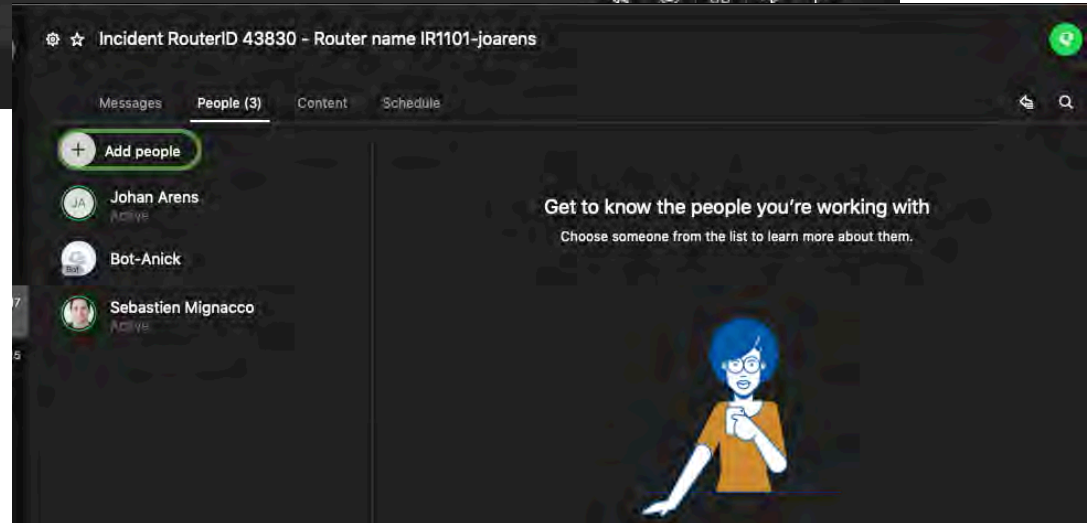 Incident RouterID 43830 - Router name IR1101-joarens
Messages People (3) Content Schedule
Add people
JA
Johan Arens
Active
Bot
Bot-Anick
Sebastien Mignacco
Active
Get to know the people you're working with
Choose someone from the list to learn more about them.